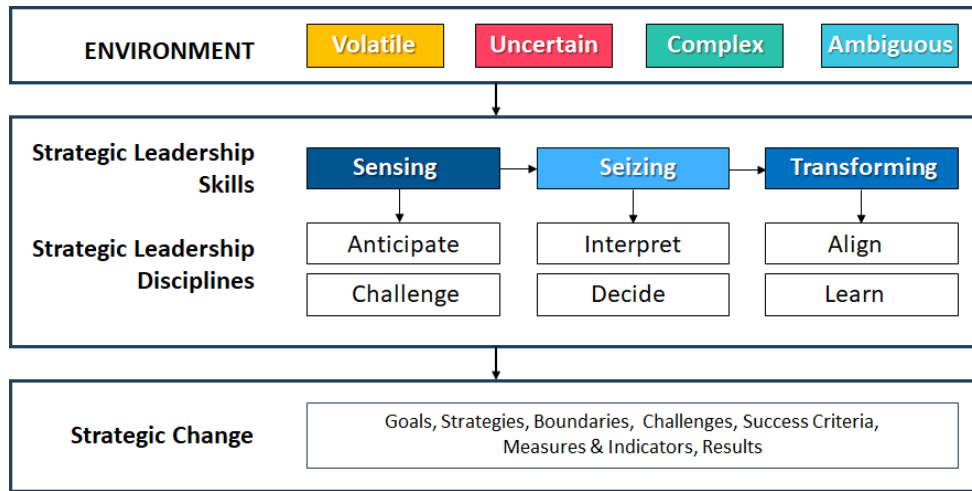 ENVIRONMENT
Volatile
Uncertain
Complex
Ambiguous
Strategic Leadership
Skills
Sensing
Seizing
Transforming
Strategic Leadership
Disciplines
Anticipate
Interpret
Align
Challenge
Decide
Learn
Strategic Change
Goals, Strategies, Boundaries, Challenges, Success Criteria,
Measures & Indicators, Results